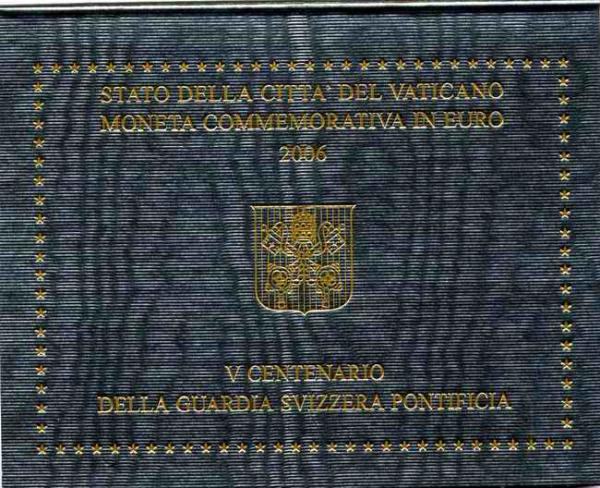 STATO DELLA CITTA' DEL VATICANO
MONETA COMMEMORATIVA IN EURO
2006
V CENTENARIO
DELLA GUARDIA SVIZZERA PONTIFICIA